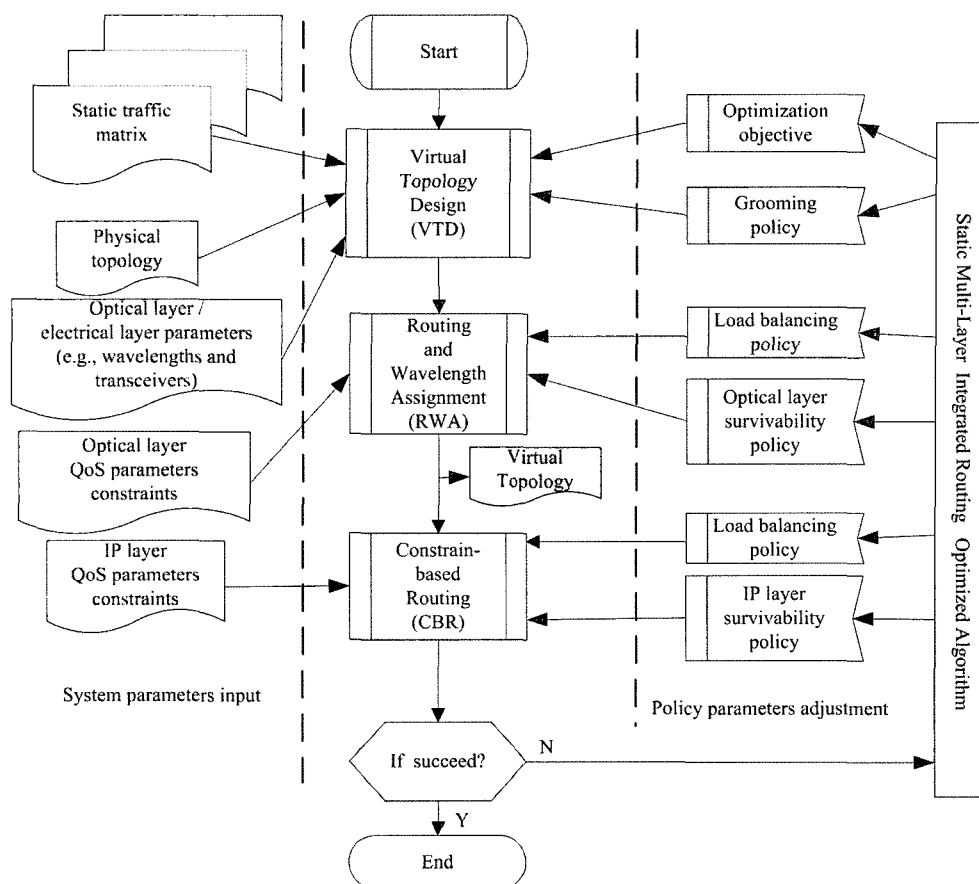 Start
Static traffic
matrix
Optimization
objective
Virtual
Topology
Design
(VTD)
Grooming
policy
Physical
topology
Optical layer /
electrical layer parameters
(e.g., wavelengths and
transceivers)
Routing
and
Wavelength
Assignment
(RWA)
Load balancing
policy
Optical layer
survivability
policy
Optical layer
QoS parameters
constraints
Virtual
Topology
IP layer
QoS parameters
constraints
Constrain-
based
Routing
(CBR)
Load balancing
policy
IP layer
survivability
policy
Static Multi-Layer Integrated Routing Optimized Algorithm
System parameters input
Policy parameters adjustment
If succeed?
N
Y
End